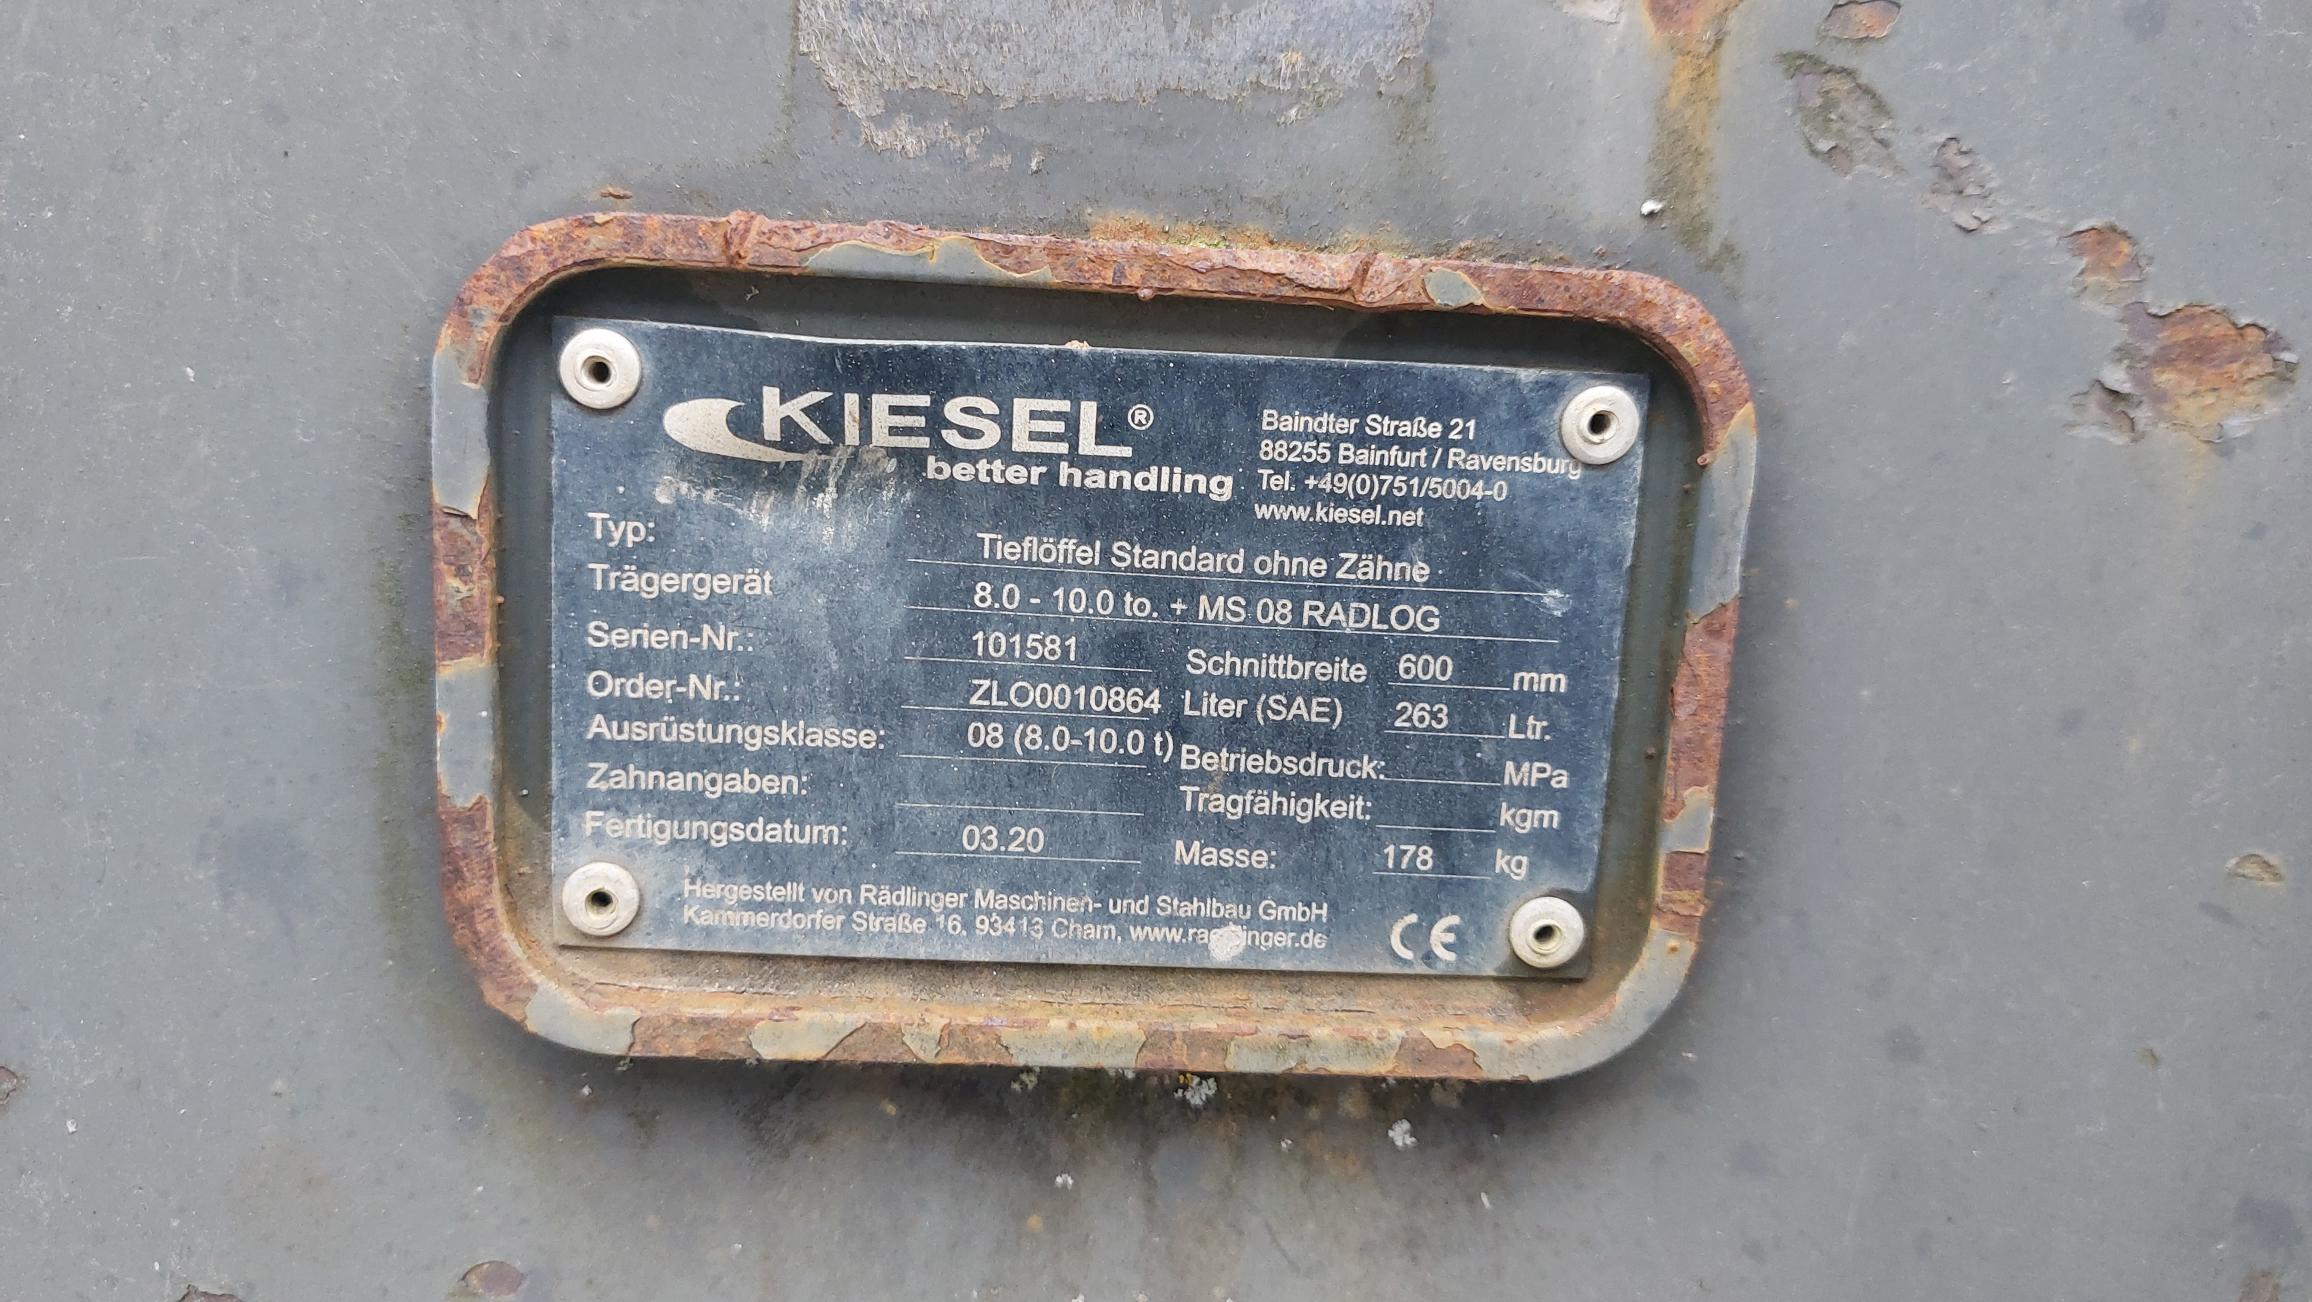 KIESEL®
better handling
Baindter Straße 21
88255 Bainfurt / Ravensburg
Tel. +49(0)751/5004-0
www.kiesel.net
Typ: Tieflöffel Standard ohne Zähne
Trägergerät 8.0 - 10.0 to. + MS 08 RADLOG
Serien-Nr.: 101581 Schnittbreite 600 mm
Order-Nr.: ZLO0010864 Liter (SAE) 263 Ltr.
Ausrüstungsklasse: 08 (8.0-10.0 t) Betriebsdruck: MPa
Zahnangaben: Tragfähigkeit: kgm
Fertigungsdatum: 03.20 Masse: 178 kg
Hergestellt von Rädlinger Maschinen- und Stahlbau GmbH
Kammerdorfer Straße 16, 93413 Cham, www.raedlinger.de
CE